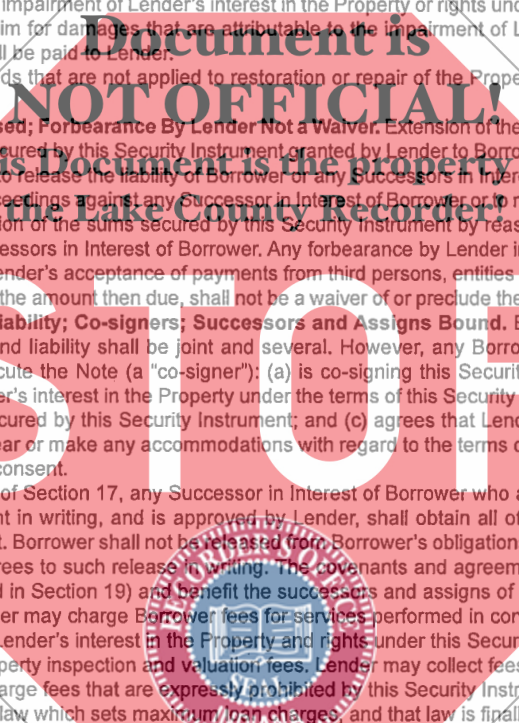 impairment of Lender's interest in the Property or rights und
im for damages that are attributable to the impairment of L
Document is
ll be paid to Lender.
ds that are not applied to restoration or repair of the Prope
NOT OFFICIAL!
sed; Forbearance By Lender Not a Waiver. Extension of the
cured by this Security Instrument granted by Lender to Borro
is Document is the property
to release the liability of Borrower or any Successors in Inter
ceedings against any Successor in Interest of Borrower or to r
the Lake County Recorder!
ion of the sums secured by this Security Instrument by reas
essors in Interest of Borrower. Any forbearance by Lender i
ender's acceptance of payments from third persons, entities
the amount then due, shall not be a waiver of or preclude the
iability; Co-signers; Successors and Assigns Bound. B
nd liability shall be joint and several. However, any Borro
cute the Note (a "co-signer"): (a) is co-signing this Securit
er's interest in the Property under the terms of this Security
STOP
cured by this Security Instrument; and (c) agrees that Lend
ear or make any accommodations with regard to the terms o
consent.
of Section 17, any Successor in Interest of Borrower who a
nt in writing, and is approved by Lender, shall obtain all of
t. Borrower shall not be released from Borrower's obligation
rees to such release in writing. The covenants and agreem
d in Section 19) and benefit the successors and assigns of
er may charge Borrower fees for services performed in con
Lender's interest in the Property and rights under this Secur
perty inspection and valuation fees. Lender may collect fees
arge fees that are expressly prohibited by this Security Instr
law which sets maximum loan charges, and that law is finall
RECORDER'S OFFICE
SEAL